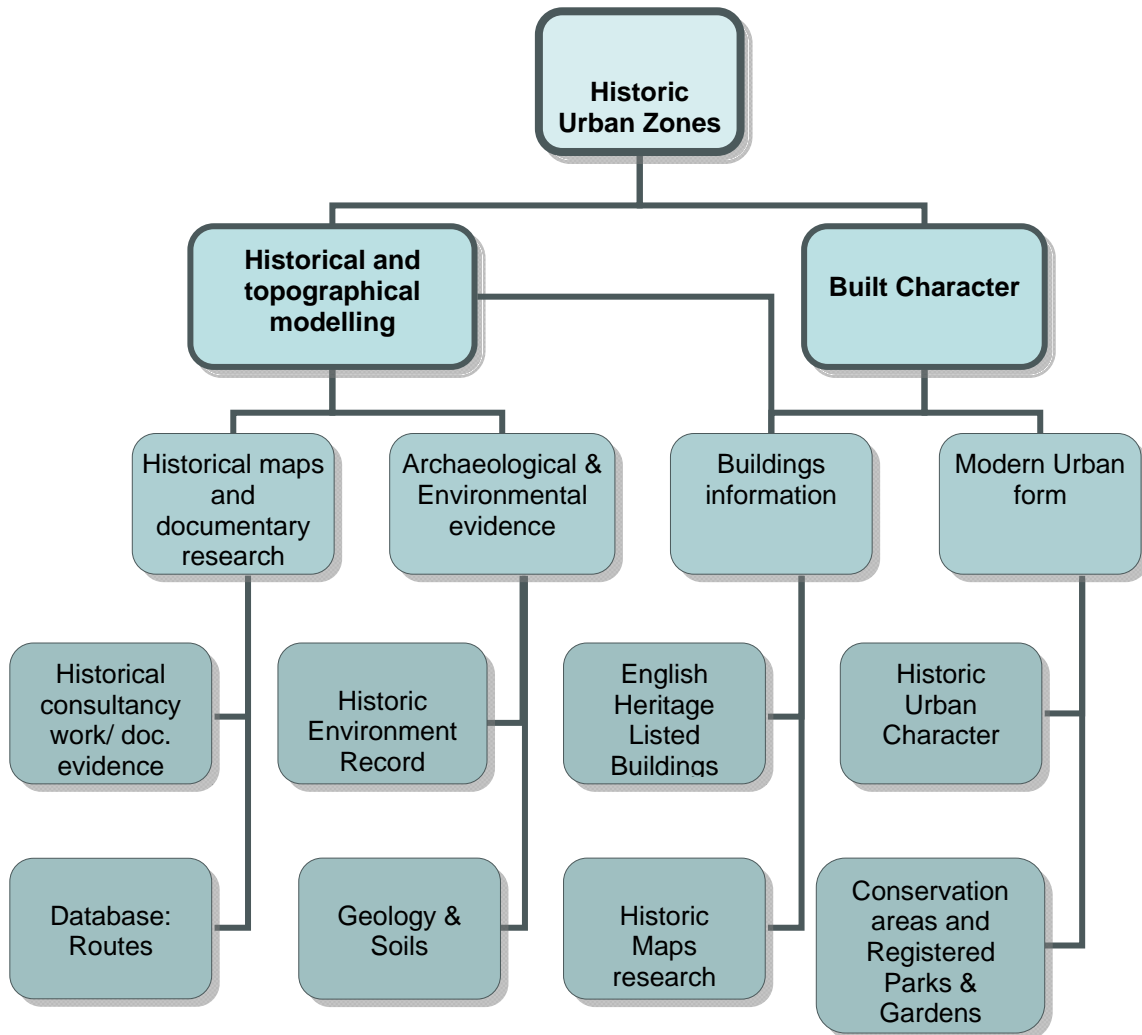 Historic
Urban Zones
Historical and
topographical
modelling
Built Character
Historical maps
and
documentary
research
Archaeological &
Environmental
evidence
Buildings
information
Modern Urban
form
Historical
consultancy
work/ doc.
evidence
Historic
Environment
Record
English
Heritage
Listed
Buildings
Historic
Urban
Character
Database:
Routes
Geology &
Soils
Historic
Maps
research
Conservation
areas and
Registered
Parks &
Gardens